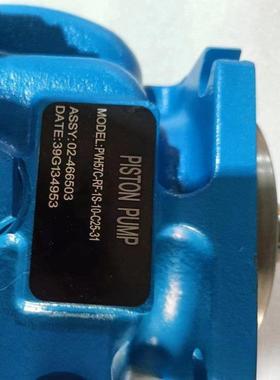 PISTON PUMP
MODEL:PVH57C-RF-1S-10-C25-31
ASSY:02-466503
DATE:39G134953